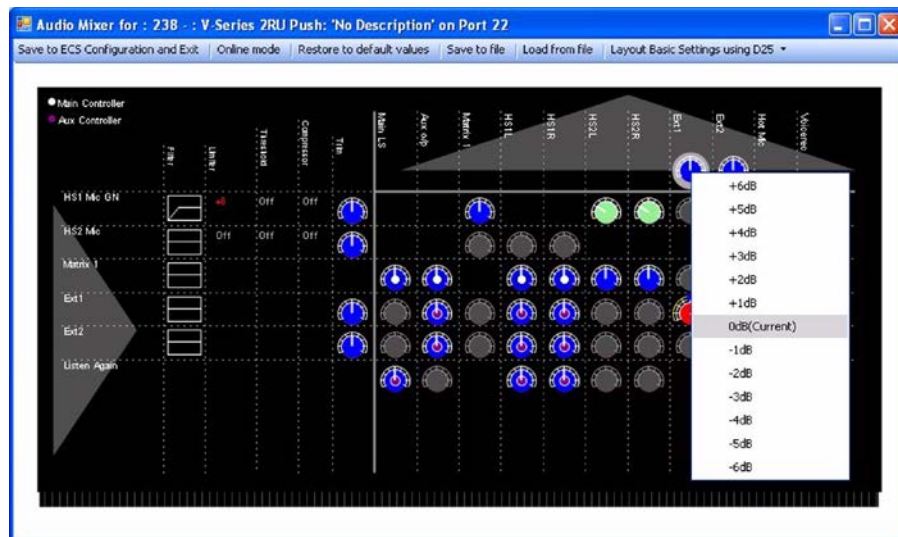 Audio Mixer for : 238 - : V-Series 2RU Push: 'No Description' on Port 22
Save to ECS Configuration and Exit Online mode Restore to default values Save to file Load from file Layout Basic Settings using D25
Main Controller
Aux Controller
Filter
Limiter
Threshold
Compressor
Trim
Main LS
Aux o/p
Matrix 1
HS1L
HS1R
HS2L
HS2R
Ext1
Ext2
Hot Mic
Voicerec
HS1 Mic GN
+8 Off Off
HS2 Mic
Off Off Off
Matrix 1
Ext1
Ext2
Listen Again
+6dB
+5dB
+4dB
+3dB
+2dB
+1dB
0dB(Current)
-1dB
-2dB
-3dB
-4dB
-5dB
-6dB